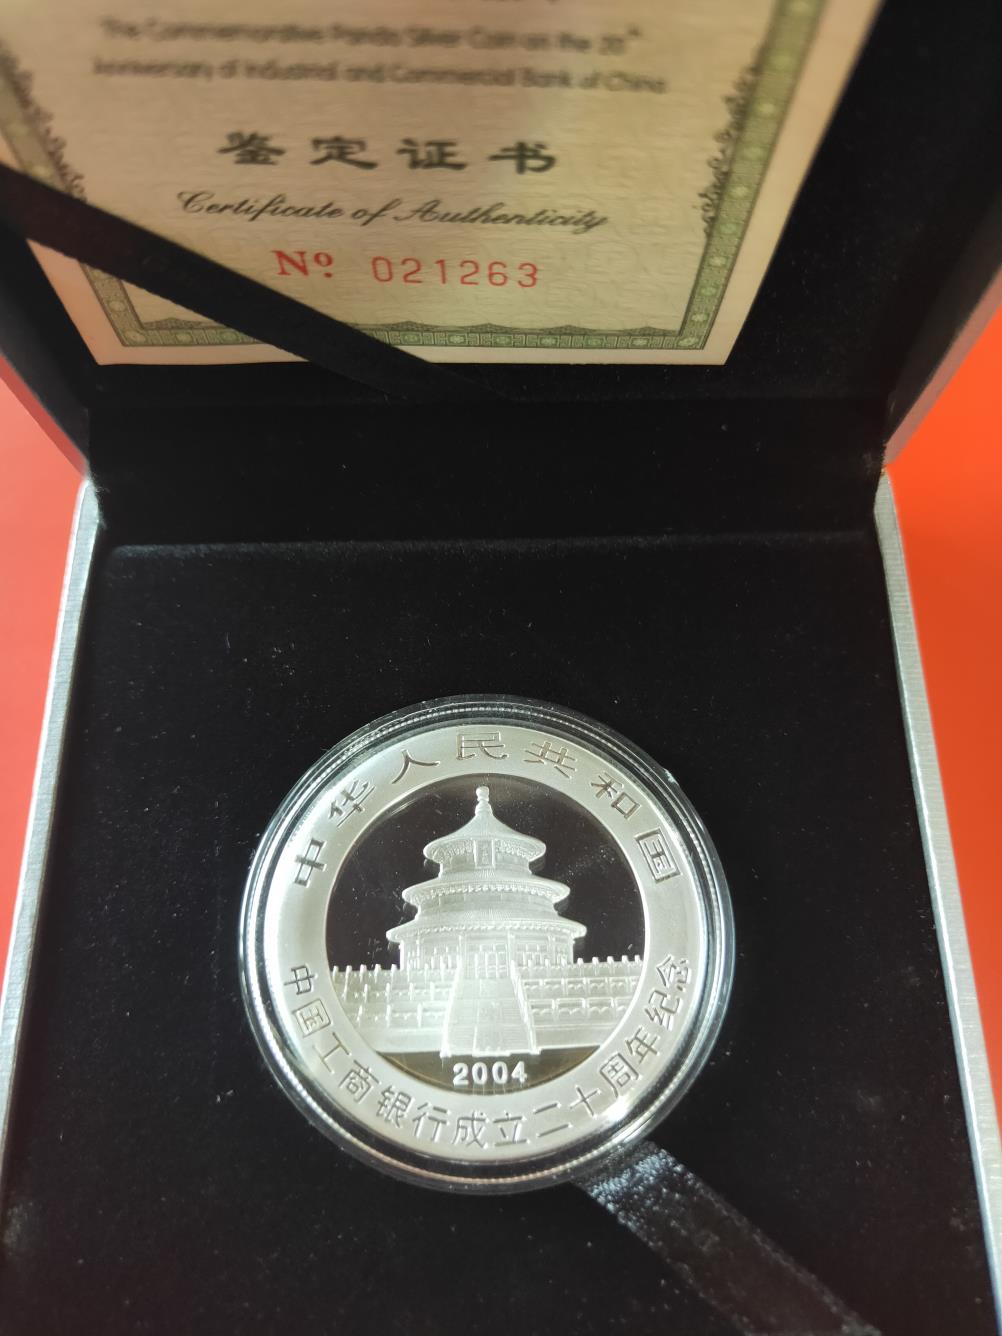 The Commemorative Panda Silver Coin on the 20th
Anniversary of Industrial and Commercial Bank of China
鉴定证书
Certificate of Authenticity
Nº. 021263
中华人民共和国
2004
中国工商银行成立二十周年纪念